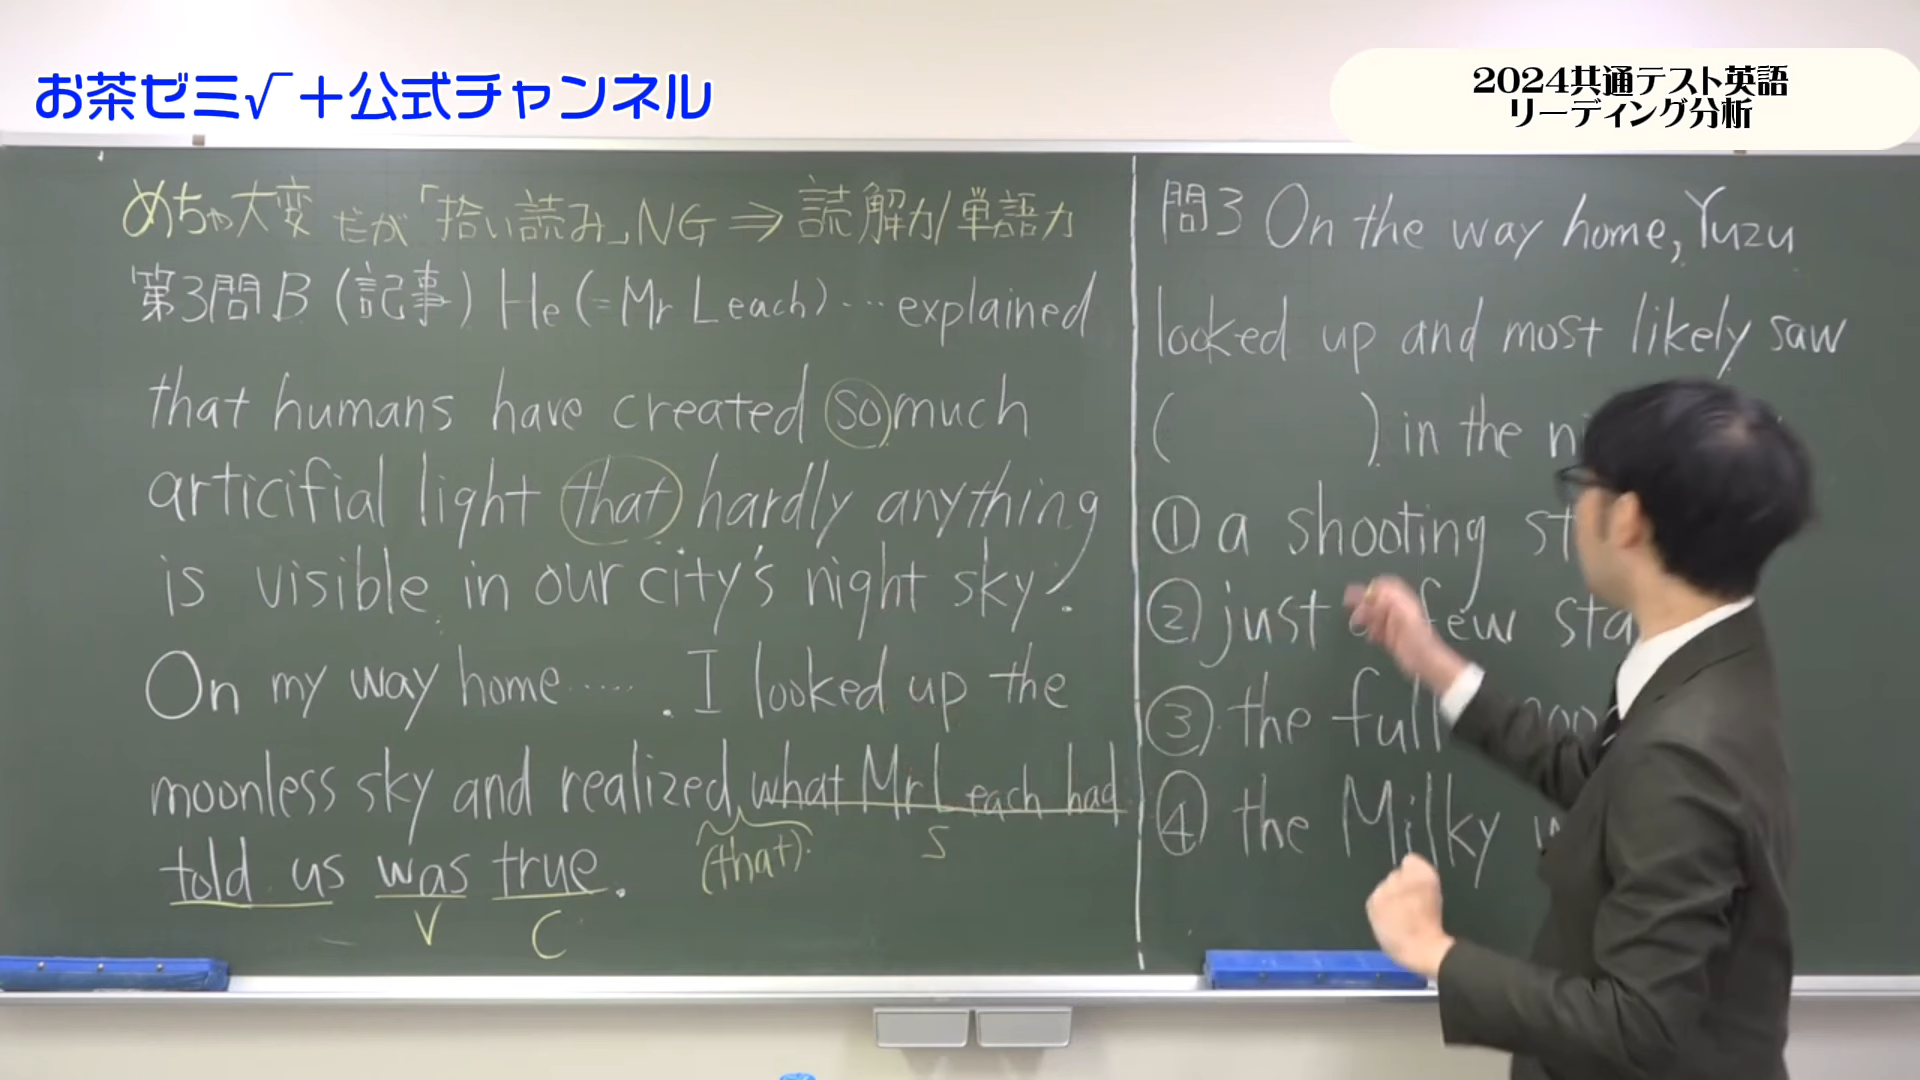 お茶ゼミ√+公式チャンネル
2024共通テスト英語
リーディング分析
めちゃ大変だが「拾い読み」NG⇒読解力/単語力
第3問B(記事) He(=Mr Leach)…explained
that humans have created so much
articifial light that hardly anything
is visible in our city's night sky.
On my way home….. . I looked up the
moonless sky and realized what Mr Leach had
(that) S
told us was true.
V C
問3 On the way home, Yuzu
looked up and most likely saw
( ) in the
① a shooting
② just a few
③ the full
④ the Milky